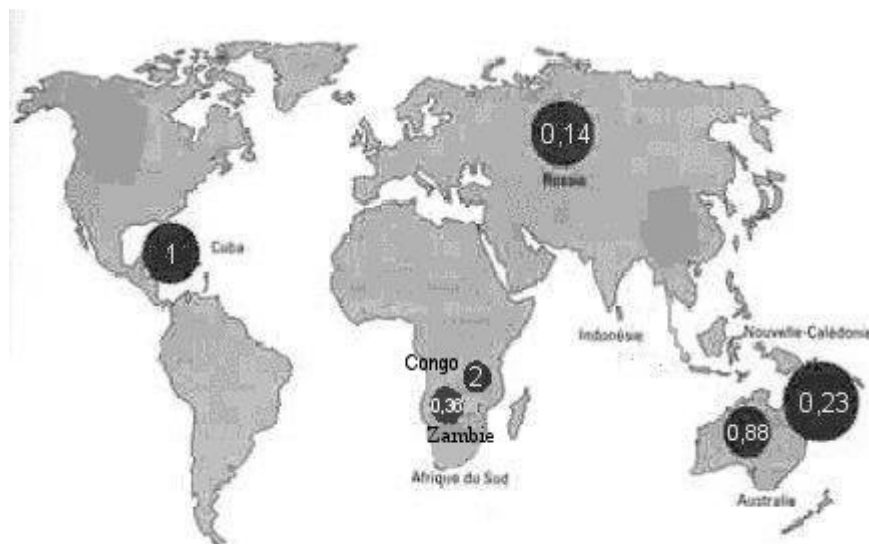 0,14
Russie
1
Cuba
Indonésie
Nouvelle-Calédonie
Congo
2
0,36
Zambie
0,23
0,88
Afrique du Sud
Australie